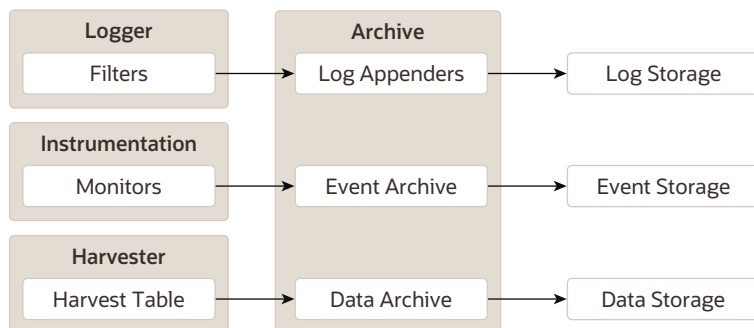 Logger
Archive
Filters
Log Appenders
Log Storage
Instrumentation
Monitors
Event Archive
Event Storage
Harvester
Harvest Table
Data Archive
Data Storage